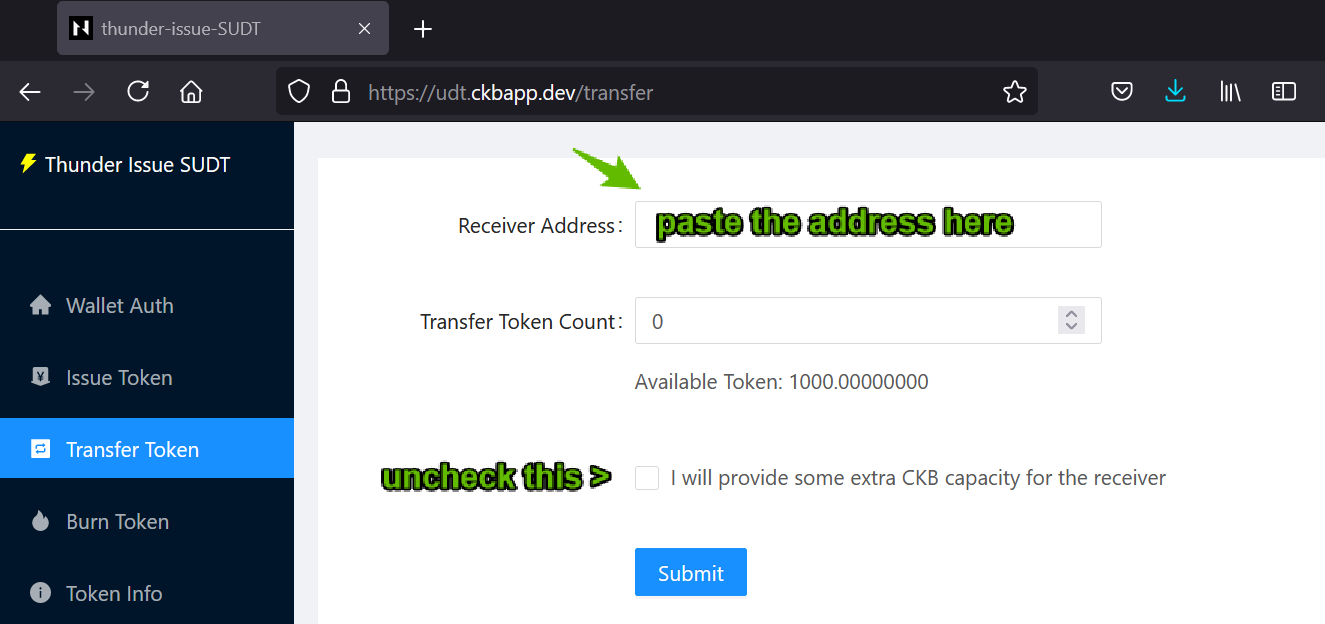 thunder-issue-SUDT
https://udt.ckbapp.dev/transfer
Thunder Issue SUDT
Wallet Auth
Issue Token
Transfer Token
Burn Token
Token Info
Receiver Address:
paste the address here
Transfer Token Count:
0
Available Token: 1000.00000000
uncheck this >
I will provide some extra CKB capacity for the receiver
Submit